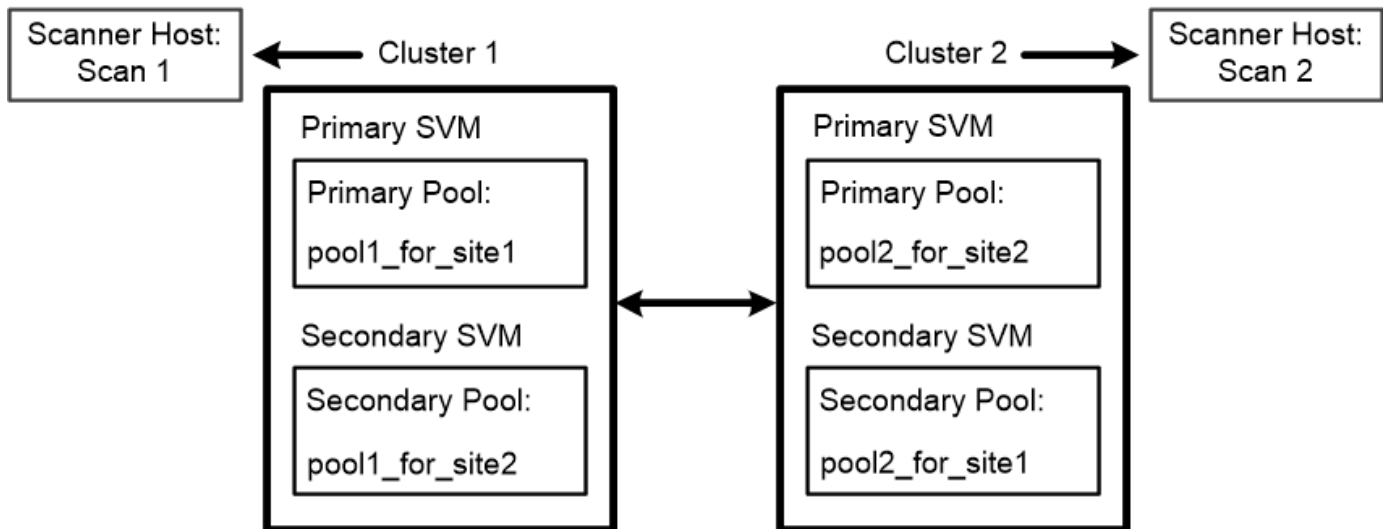 Scanner Host:
Scan 1
Cluster 1
Cluster 2
Scanner Host:
Scan 2
Primary SVM
Primary Pool:
pool1_for_site1
Secondary SVM
Secondary Pool:
pool1_for_site2
Primary SVM
Primary Pool:
pool2_for_site2
Secondary SVM
Secondary Pool:
pool2_for_site1